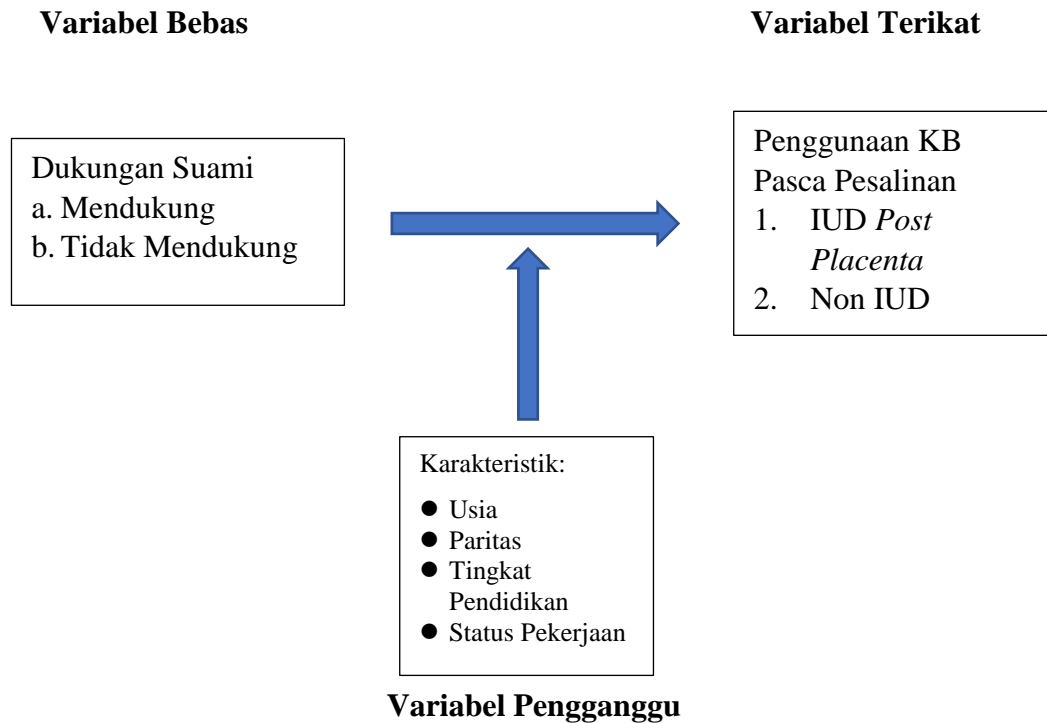 Variabel Bebas
Variabel Terikat
Dukungan Suami
a. Mendukung
b. Tidak Mendukung
Penggunaan KB
Pasca Pesalinan
1. IUD Post
Placenta
2. Non IUD
Karakteristik:
● Usia
● Paritas
● Tingkat
Pendidikan
● Status Pekerjaan
Variabel Pengganggu